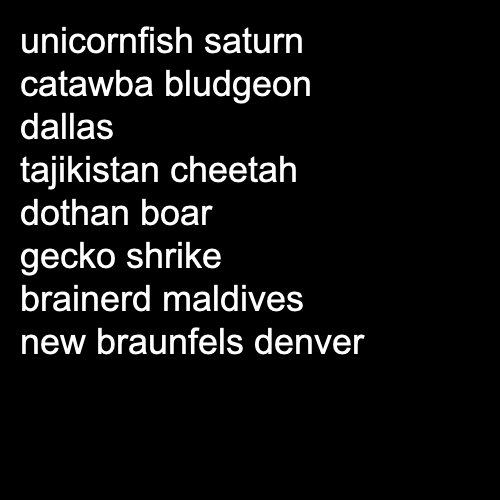 unicornfish saturn
catawba bludgeon
dallas
tajikistan cheetah
dothan boar
gecko shrike
brainerd maldives
new braunfels denver